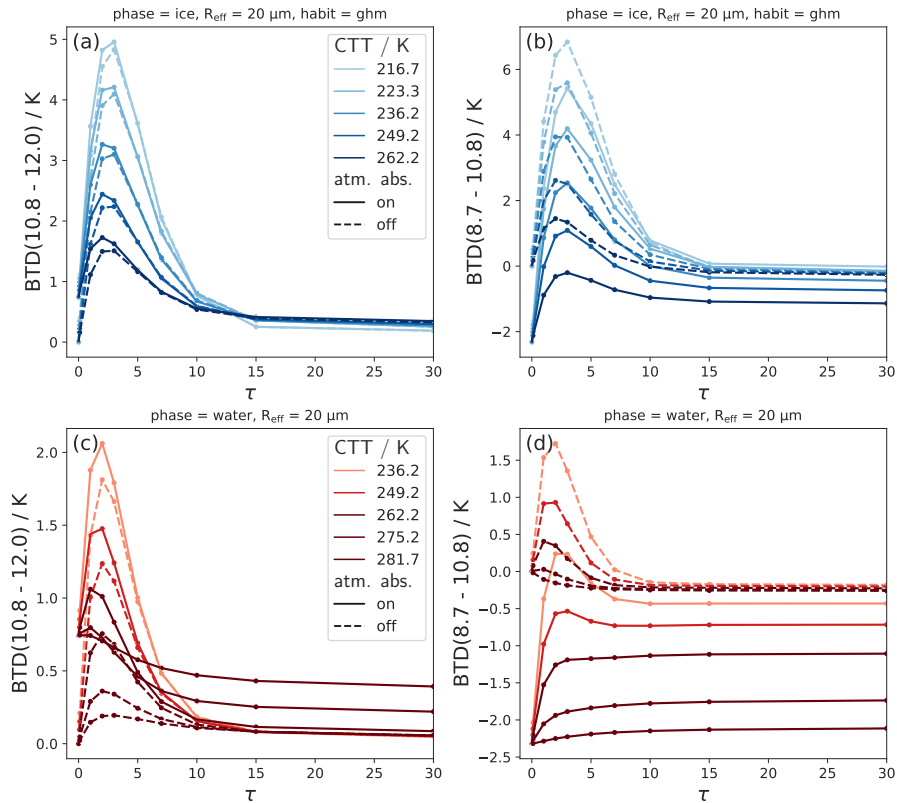 phase = ice, R_eff = 20 µm, habit = ghm
(a)
CTT / K
216.7
223.3
236.2
249.2
262.2
atm. abs.
on
off
BTD(10.8 - 12.0) / K
5
4
3
2
1
0
0 5 10 15 20 25 30
τ
phase = ice, R_eff = 20 µm, habit = ghm
(b)
BTD(8.7 - 10.8) / K
6
4
2
0
−2
0 5 10 15 20 25 30
τ
phase = water, R_eff = 20 µm
(c)
CTT / K
236.2
249.2
262.2
275.2
281.7
atm. abs.
on
off
BTD(10.8 - 12.0) / K
2.0
1.5
1.0
0.5
0.0
0 5 10 15 20 25 30
τ
phase = water, R_eff = 20 µm
(d)
BTD(8.7 - 10.8) / K
1.5
1.0
0.5
0.0
−0.5
−1.0
−1.5
−2.0
−2.5
0 5 10 15 20 25 30
τ